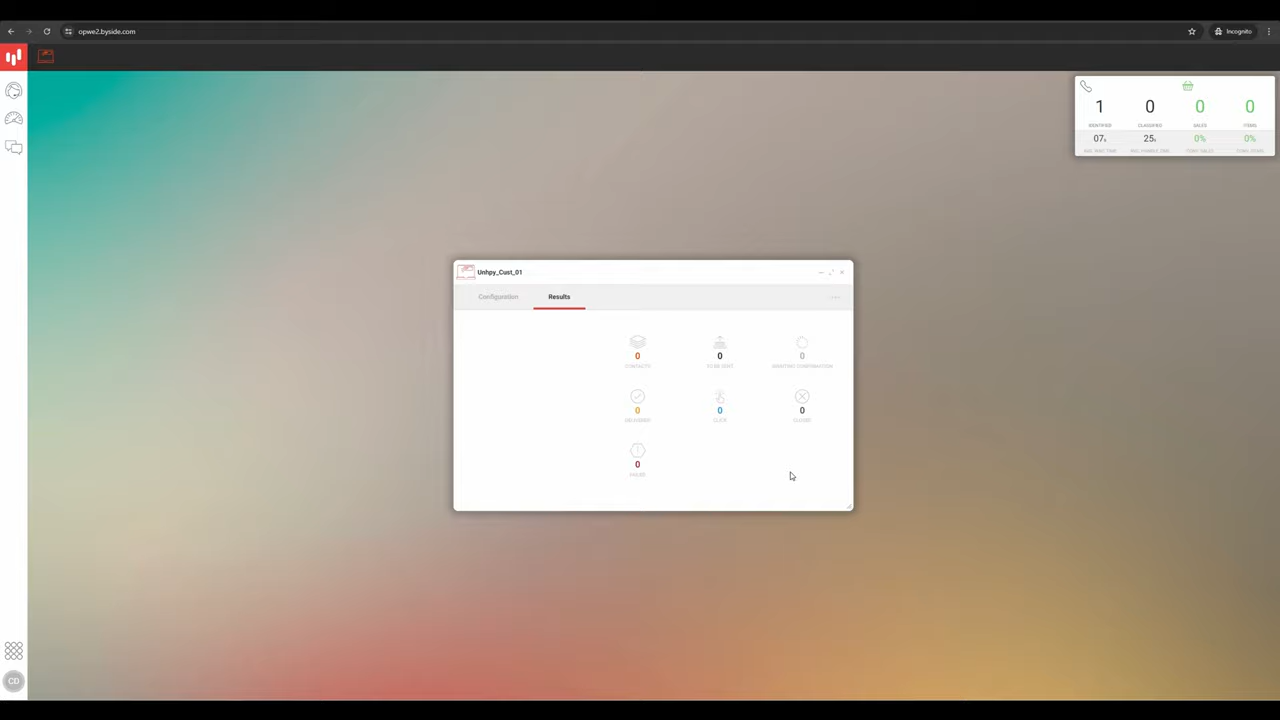 opwe2.byside.com
Incognito
1 0 0 0
IDENTIFIED CLASSIFIED SALES ITEMS
07s 25s 0% 0%
Unhpy_Cust_01
Configuration Results
0 0 0
CONTACTS TO BE SENT AWAITING CONFIRMATION
0 0 0
DELIVERED CLICK CLOSED
0
FAILED
CD